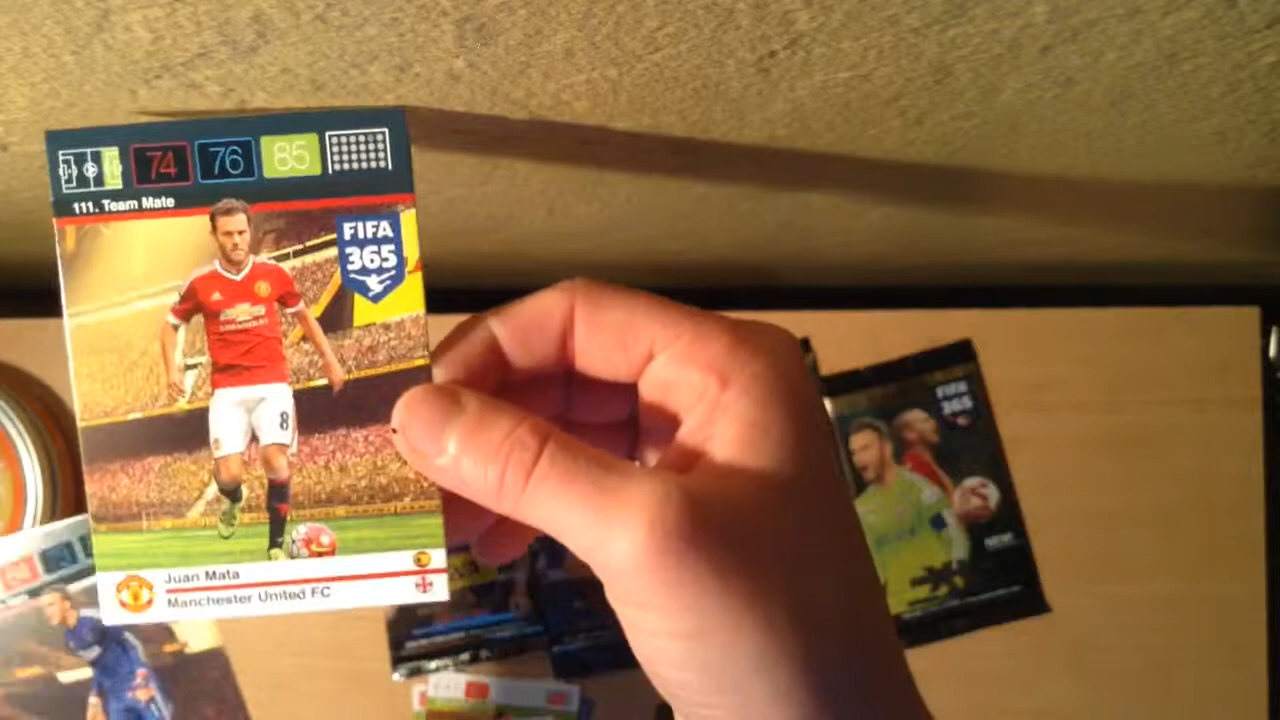 74 76 85
111. Team Mate
FIFA
365
8
Juan Mata
Manchester United FC
FIFA
365